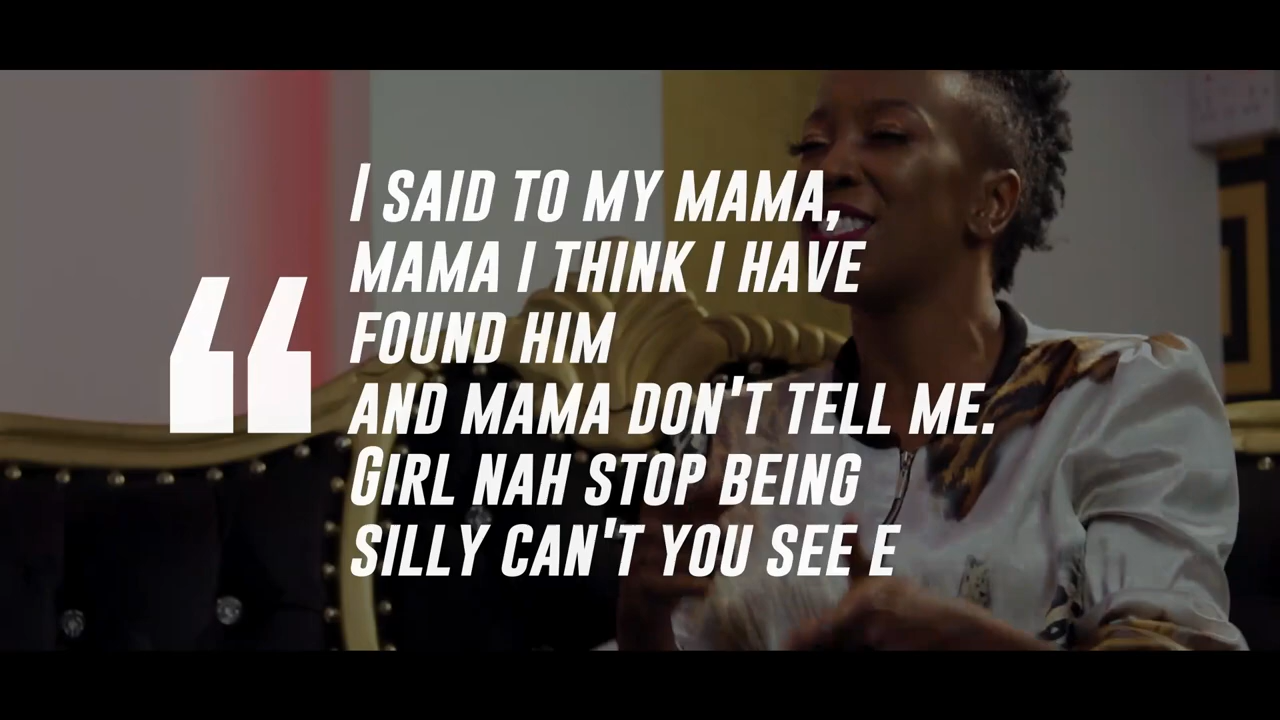 “
I SAID TO MY MAMA,
MAMA I THINK I HAVE
FOUND HIM
AND MAMA DON'T TELL ME.
GIRL NAH STOP BEING
SILLY CAN'T YOU SEE E